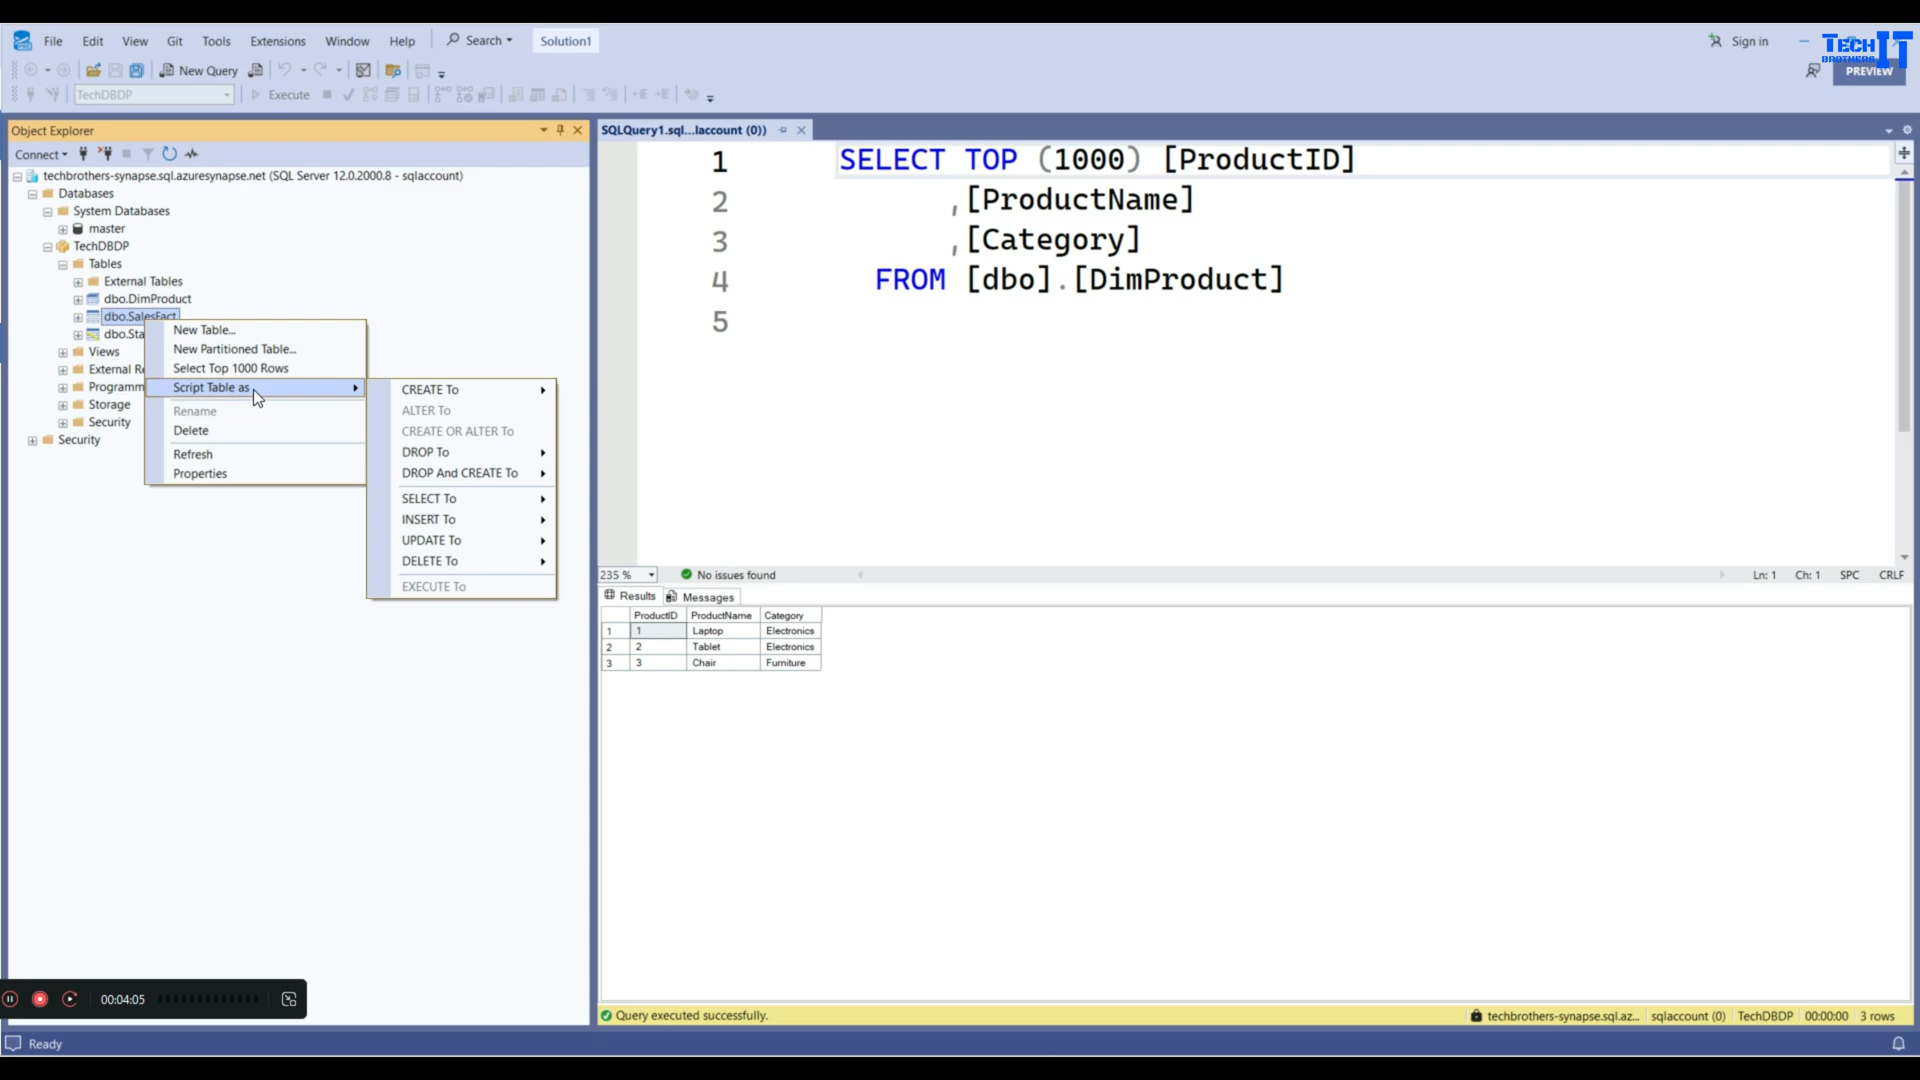 File Edit View Git Tools Extensions Window Help Search Solution1 Sign in
TECH BROTHERS IT
New Query
PREVIEW
TechDBDP Execute
Object Explorer
Connect
techbrothers-synapse.sql.azuresynapse.net (SQL Server 12.0.2000.8 - sqlaccount)
Databases
System Databases
master
TechDBDP
Tables
External Tables
dbo.DimProduct
dbo.SalesFact
dbo.Sta
Views
External Re
Programm
Storage
Security
Security
New Table...
New Partitioned Table...
Select Top 1000 Rows
Script Table as
Rename
Delete
Refresh
Properties
CREATE To
ALTER To
CREATE OR ALTER To
DROP To
DROP And CREATE To
SELECT To
INSERT To
UPDATE To
DELETE To
EXECUTE To
SQLQuery1.sql...laccount (0))
1 SELECT TOP (1000) [ProductID]
2 ,[ProductName]
3 ,[Category]
4 FROM [dbo].[DimProduct]
5
235 % No issues found Ln: 1 Ch: 1 SPC CRLF
Results Messages
ProductID ProductName Category
1 1 Laptop Electronics
2 2 Tablet Electronics
3 3 Chair Furniture
00:04:05
Query executed successfully. techbrothers-synapse.sql.az... sqlaccount (0) TechDBDP 00:00:00 3 rows
Ready